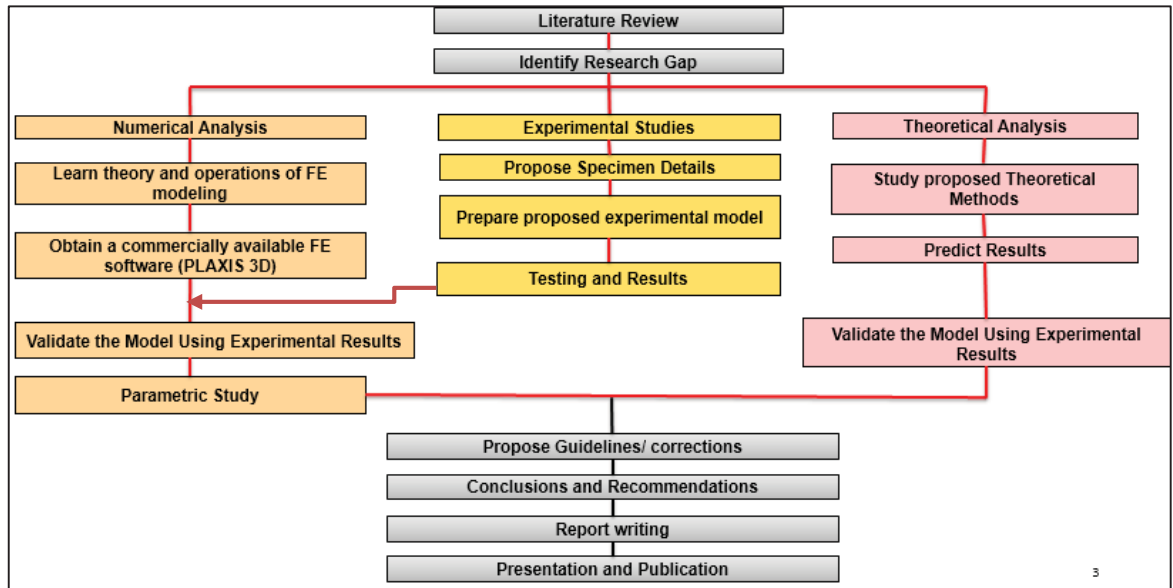 Literature Review
Identify Research Gap
Numerical Analysis
Learn theory and operations of FE
modeling
Obtain a commercially available FE
software (PLAXIS 3D)
Validate the Model Using Experimental Results
Parametric Study
Experimental Studies
Propose Specimen Details
Prepare proposed experimental model
Testing and Results
Theoretical Analysis
Study proposed Theoretical
Methods
Predict Results
Validate the Model Using Experimental
Results
Propose Guidelines/ corrections
Conclusions and Recommendations
Report writing
Presentation and Publication
3